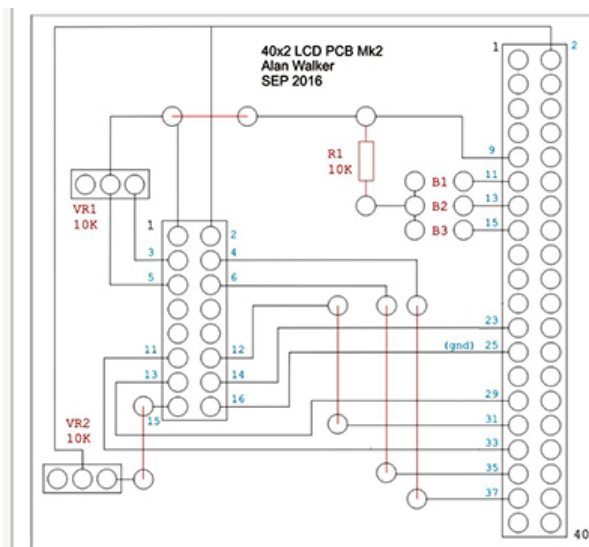 40x2 LCD PCB Mk2
Alan Walker
SEP 2016
1
2
9
R1
10K
B1
11
B2
13
B3
15
VR1
10K
1
2
3
4
5
6
23
(gnd) 25
11
12
13
14
29
15
16
31
VR2
10K
33
35
37
40